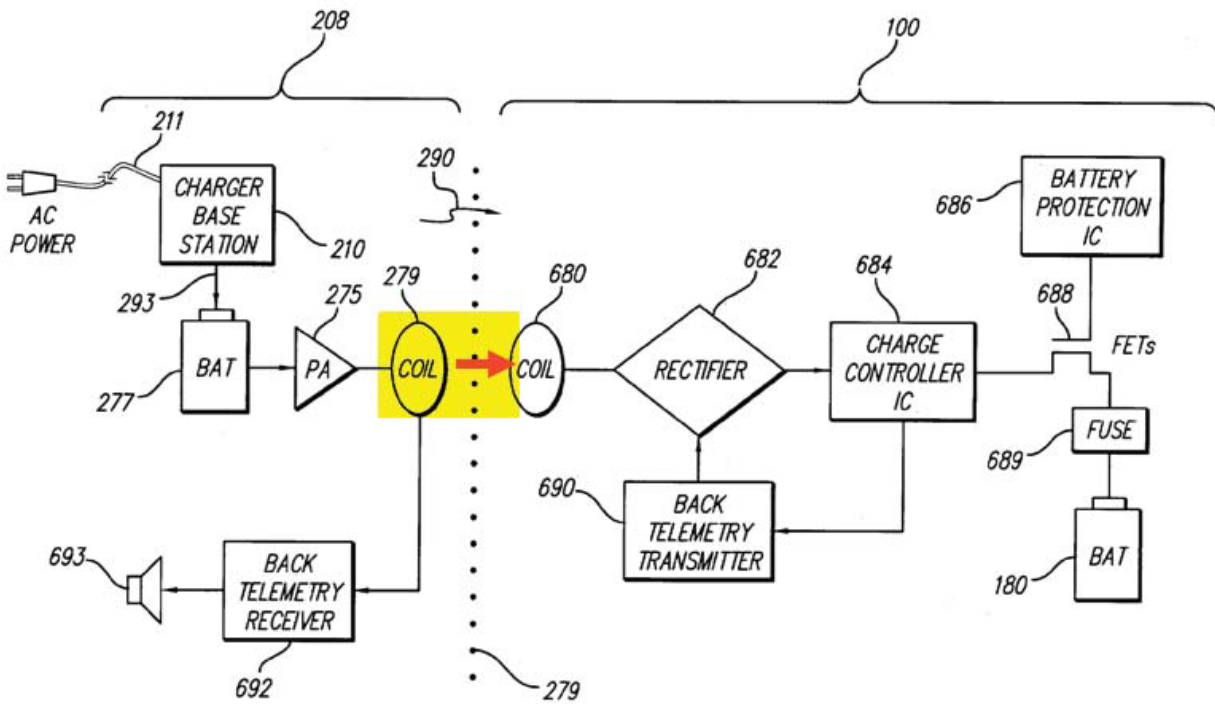 208
100
211
AC
POWER
CHARGER
BASE
STATION
210
290
293
BAT
277
275
PA
279
COIL
680
COIL
682
RECTIFIER
684
CHARGE
CONTROLLER
IC
686
BATTERY
PROTECTION
IC
688
FETs
FUSE
689
BAT
180
690
BACK
TELEMETRY
TRANSMITTER
693
BACK
TELEMETRY
RECEIVER
692
279